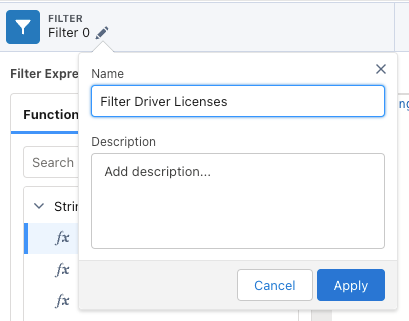 FILTER
Filter 0
Filter Expre
Name
Filter Driver Licenses
Function
Description
Search
Add description...
Strin
fx
fx
fx
Cancel
Apply